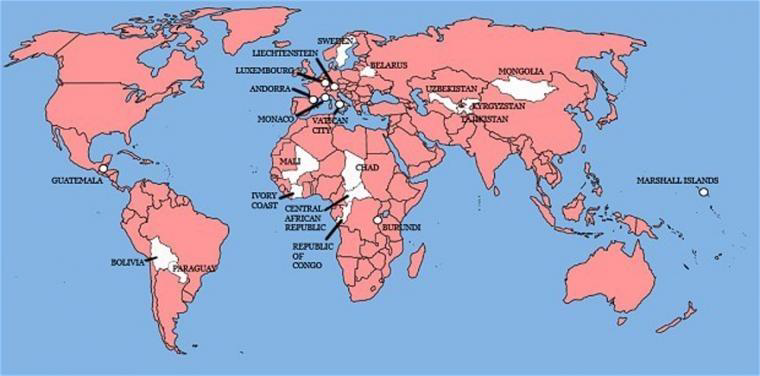 SWEDEN
LIECHTENSTEIN
LUXEMBOURG
BELARUS
MONGOLIA
ANDORRA
UZBEKISTAN
KYRGYZSTAN
MONACO
VATICAN
CITY
TAJIKISTAN
MALI
CHAD
GUATEMALA
MARSHALL ISLANDS
IVORY
COAST
CENTRAL
AFRICAN
REPUBLIC
BURUNDI
REPUBLIC
OF
CONGO
BOLIVIA
PARAGUAY